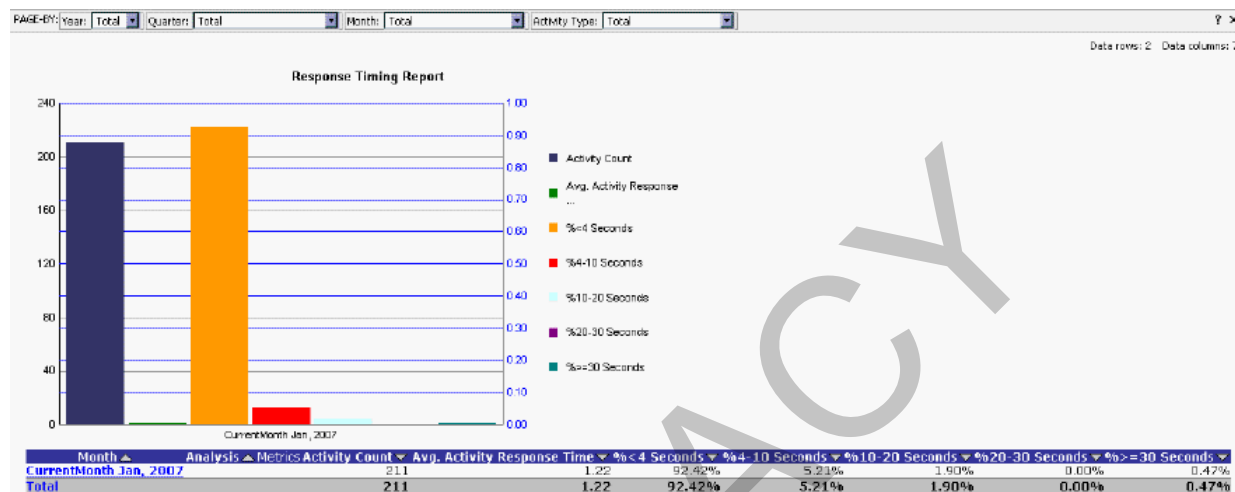 PAGE-BY: Year: Total Quarter: Total Month: Total Activity Type: Total ? ×
Data rows: 2 Data columns: 7
Response Timing Report
240
200
160
120
80
40
0
1.00
0.90
0.80
0.70
0.60
0.50
0.40
0.30
0.20
0.10
0.00
CurrentMonth Jan, 2007
Activity Count
Avg. Activity Response
...
%<4 Seconds
%4-10 Seconds
%10-20 Seconds
%20-30 Seconds
%>=30 Seconds
Month Analysis Metrics Activity Count Avg. Activity Response Time %<4 Seconds %4-10 Seconds %10-20 Seconds %20-30 Seconds %>=30 Seconds
CurrentMonth Jan, 2007 211 1.22 92.42% 5.21% 1.90% 0.00% 0.47%
Total 211 1.22 92.42% 5.21% 1.90% 0.00% 0.47%
ACY